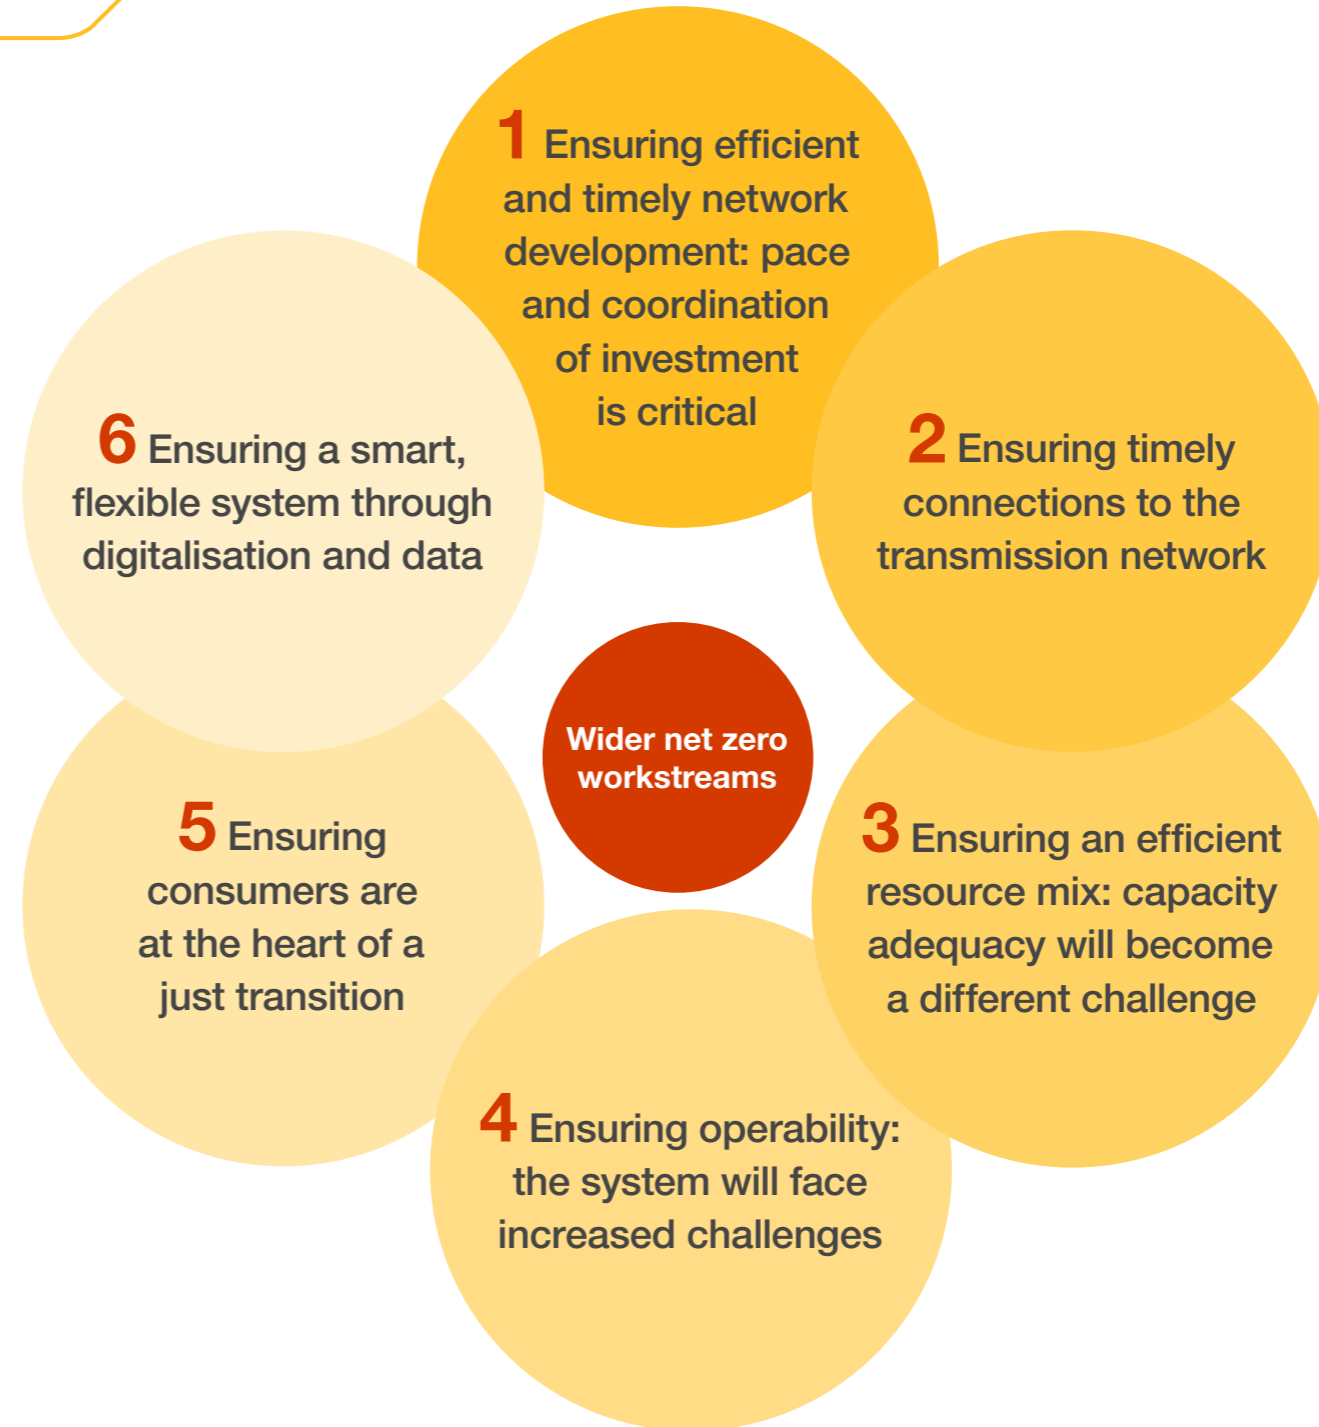 1 Ensuring efficient
and timely network
development: pace
and coordination
of investment
is critical
2 Ensuring timely
connections to the
transmission network
3 Ensuring an efficient
resource mix: capacity
adequacy will become
a different challenge
4 Ensuring operability:
the system will face
increased challenges
5 Ensuring
consumers are
at the heart of a
just transition
6 Ensuring a smart,
flexible system through
digitalisation and data
Wider net zero
workstreams